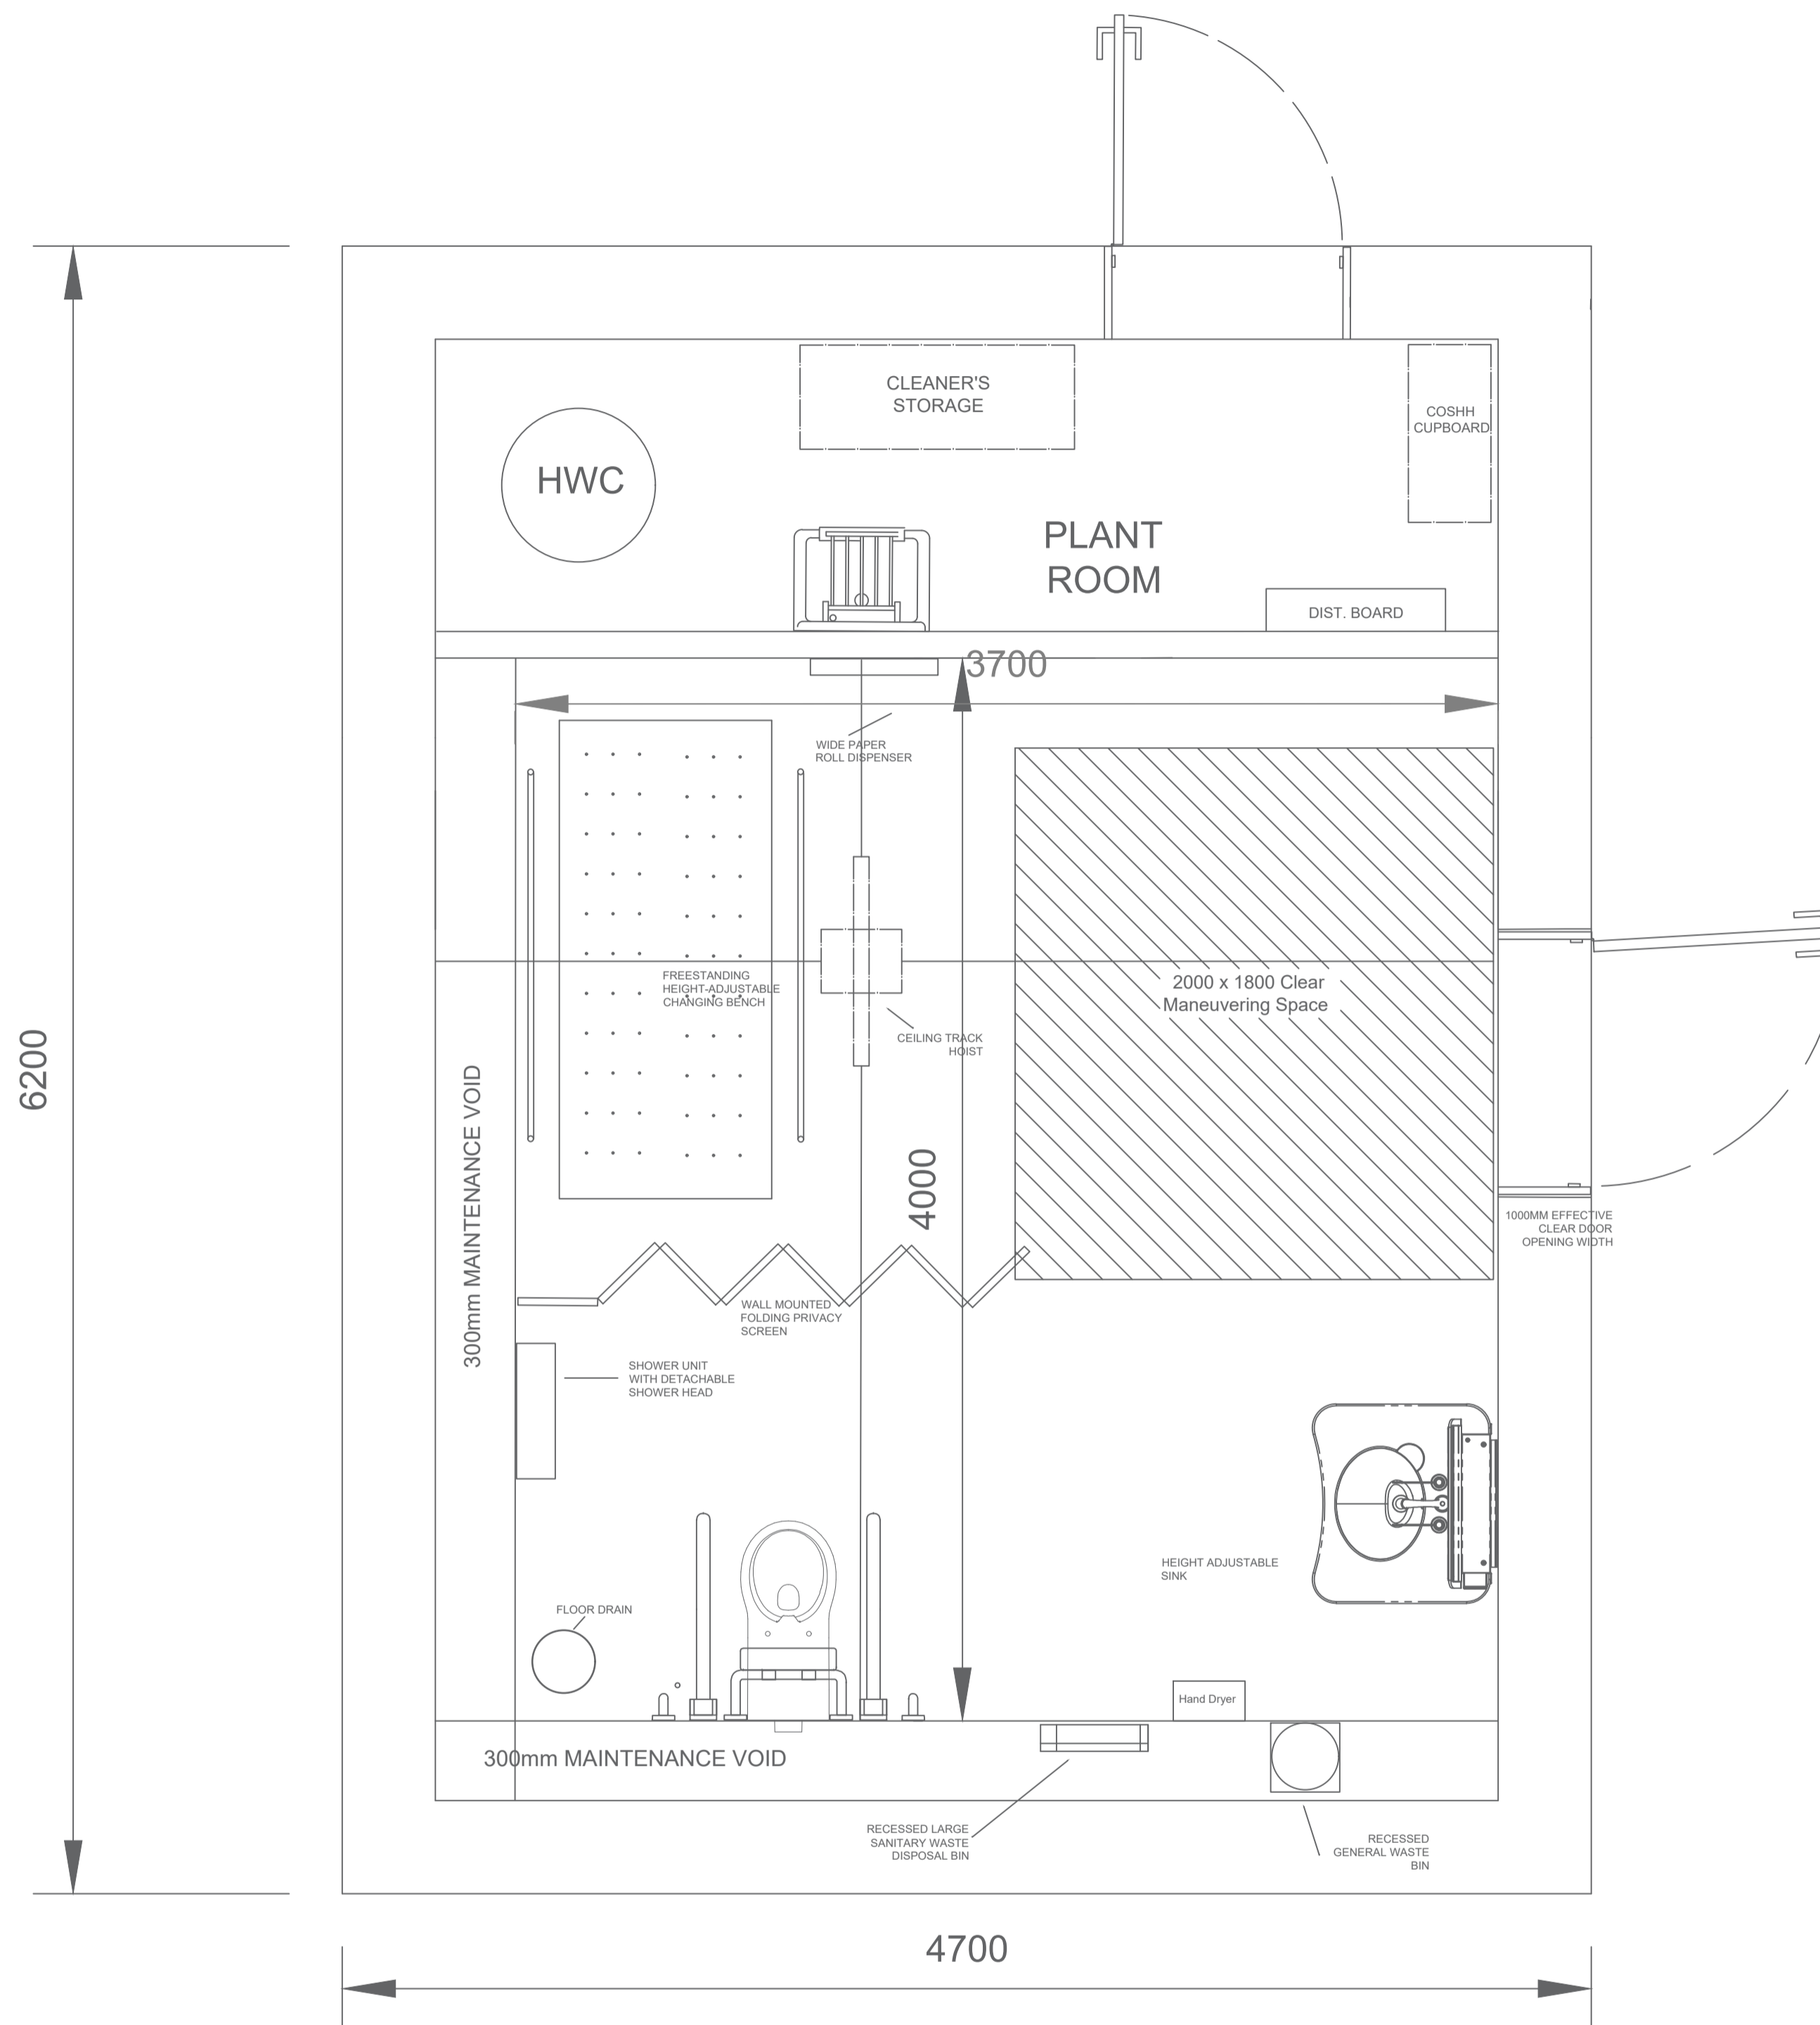 CLEANER'S
STORAGE
COSHH
CUPBOARD
HWC
PLANT
ROOM
DIST. BOARD
3700
WIDE PAPER
ROLL DISPENSER
FREESTANDING
HEIGHT-ADJUSTABLE
CHANGING BENCH
2000 x 1800 Clear
Maneuvering Space
CEILING TRACK
HOIST
6200
300mm MAINTENANCE VOID
4000
1000MM EFFECTIVE
CLEAR DOOR
OPENING WIDTH
WALL MOUNTED
FOLDING PRIVACY
SCREEN
SHOWER UNIT
WITH DETACHABLE
SHOWER HEAD
HEIGHT ADJUSTABLE
SINK
FLOOR DRAIN
Hand Dryer
300mm MAINTENANCE VOID
RECESSED LARGE
SANITARY WASTE
DISPOSAL BIN
RECESSED
GENERAL WASTE
BIN
4700